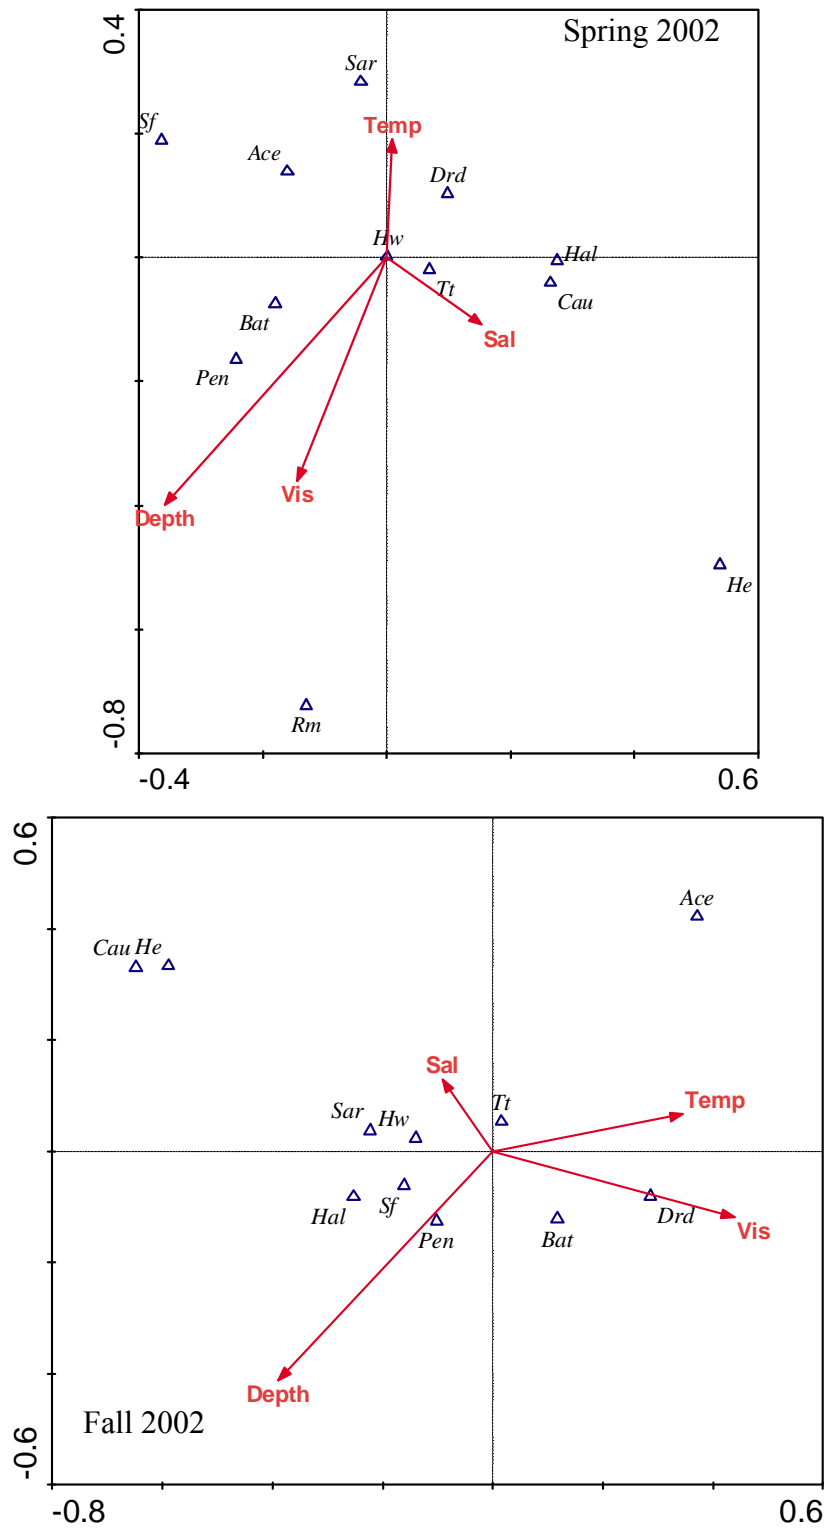 0.4
Spring 2002
Sar
Sf
Temp
Ace
Drd
Hw
Hal
Tt
Cau
Bat
Sal
Pen
Vis
Depth
He
Rm
-0.8
-0.4
0.6
0.6
Ace
Cau He
Sal
Tt
Temp
Sar
Hw
Hal
Sf
Drd
Pen
Bat
Vis
Depth
Fall 2002
-0.6
-0.8
0.6